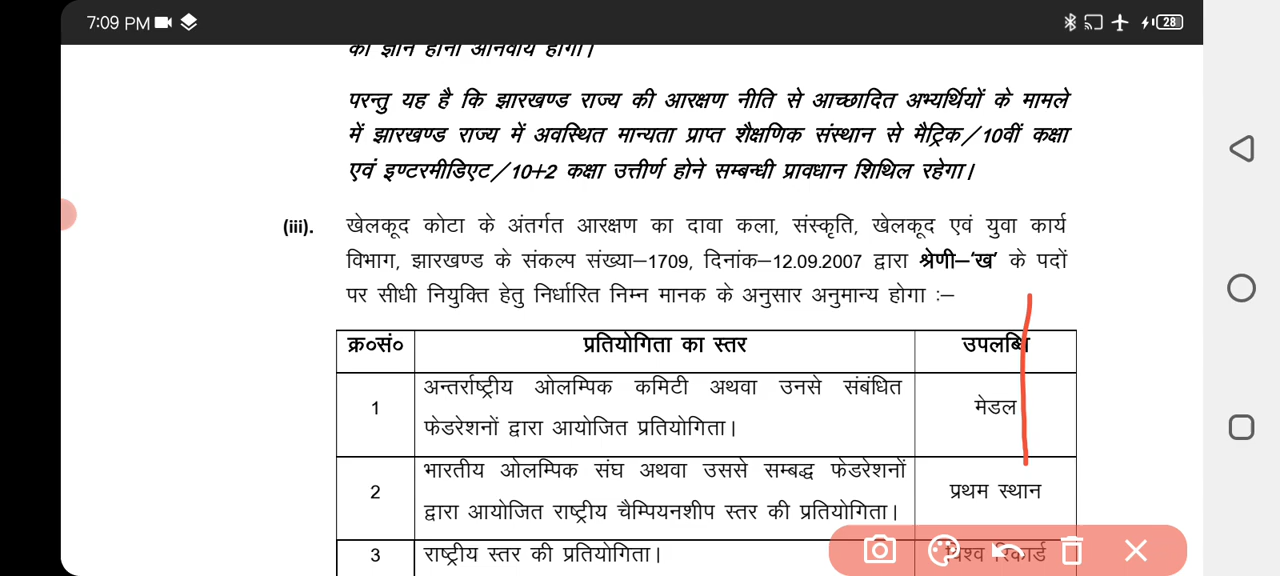 7:09 PM
28
का ज्ञान होना अनिवार्य होगा।
परन्तु यह है कि झारखण्ड राज्य की आरक्षण नीति से आच्छादित अभ्यर्थियों के मामले
में झारखण्ड राज्य में अवस्थित मान्यता प्राप्त शैक्षणिक संस्थान से मैट्रिक/10वीं कक्षा
एवं इण्टरमीडिएट/10+2 कक्षा उत्तीर्ण होने सम्बन्धी प्रावधान शिथिल रहेगा।
(iii). खेलकूद कोटा के अंतर्गत आरक्षण का दावा कला, संस्कृति, खेलकूद एवं युवा कार्य
विभाग, झारखण्ड के संकल्प संख्या–1709, दिनांक–12.09.2007 द्वारा श्रेणी–'ख' के पदों
पर सीधी नियुक्ति हेतु निर्धारित निम्न मानक के अनुसार अनुमान्य होगा :–
क्र०सं० प्रतियोगिता का स्तर उपलब्धि
अन्तर्राष्ट्रीय ओलम्पिक कमिटी अथवा उनसे संबंधित
1 मेडल
फेडरेशनों द्वारा आयोजित प्रतियोगिता।
भारतीय ओलम्पिक संघ अथवा उससे सम्बद्ध फेडरेशनों
2 प्रथम स्थान
द्वारा आयोजित राष्ट्रीय चैम्पियनशीप स्तर की प्रतियोगिता।
3 राष्ट्रीय स्तर की प्रतियोगिता। विश्व रिकार्ड